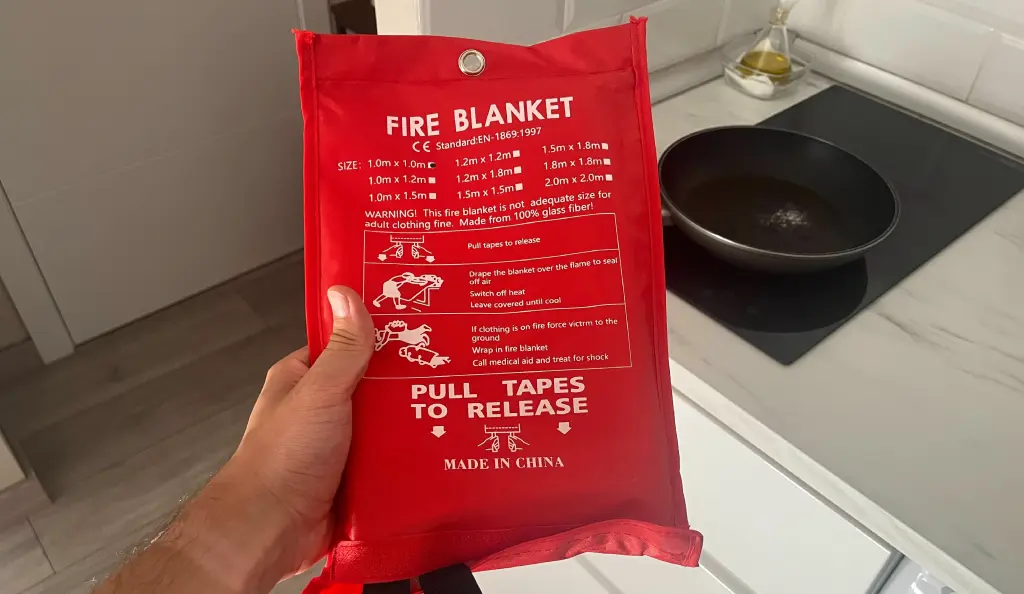 FIRE BLANKET
CE Standard:EN-1869:1997
SIZE: 1.0m x 1.0m 1.2m x 1.2m 1.5m x 1.8m
1.0m x 1.2m 1.2m x 1.8m 1.8m x 1.8m
1.0m x 1.5m 1.5m x 1.5m 2.0m x 2.0m
WARNING! This fire blanket is not adequate size for
adult clothing fine. Made from 100% glass fiber!
Pull tapes to release
Drape the blanket over the flame to seal
off air
Switch off heat
Leave covered until cool
If clothing is on fire force victrm to the
ground
Wrap in fire blanket
Call medical aid and treat for shock
PULL TAPES
TO RELEASE
MADE IN CHINA